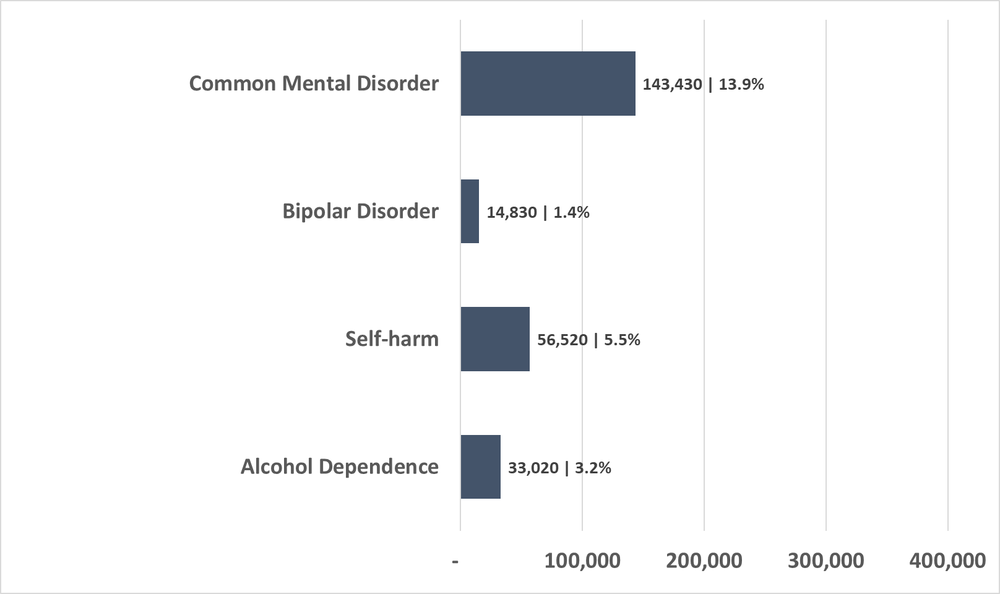 Common Mental Disorder
143,430 | 13.9%
Bipolar Disorder
14,830 | 1.4%
Self-harm
56,520 | 5.5%
Alcohol Dependence
33,020 | 3.2%
- 100,000 200,000 300,000 400,000